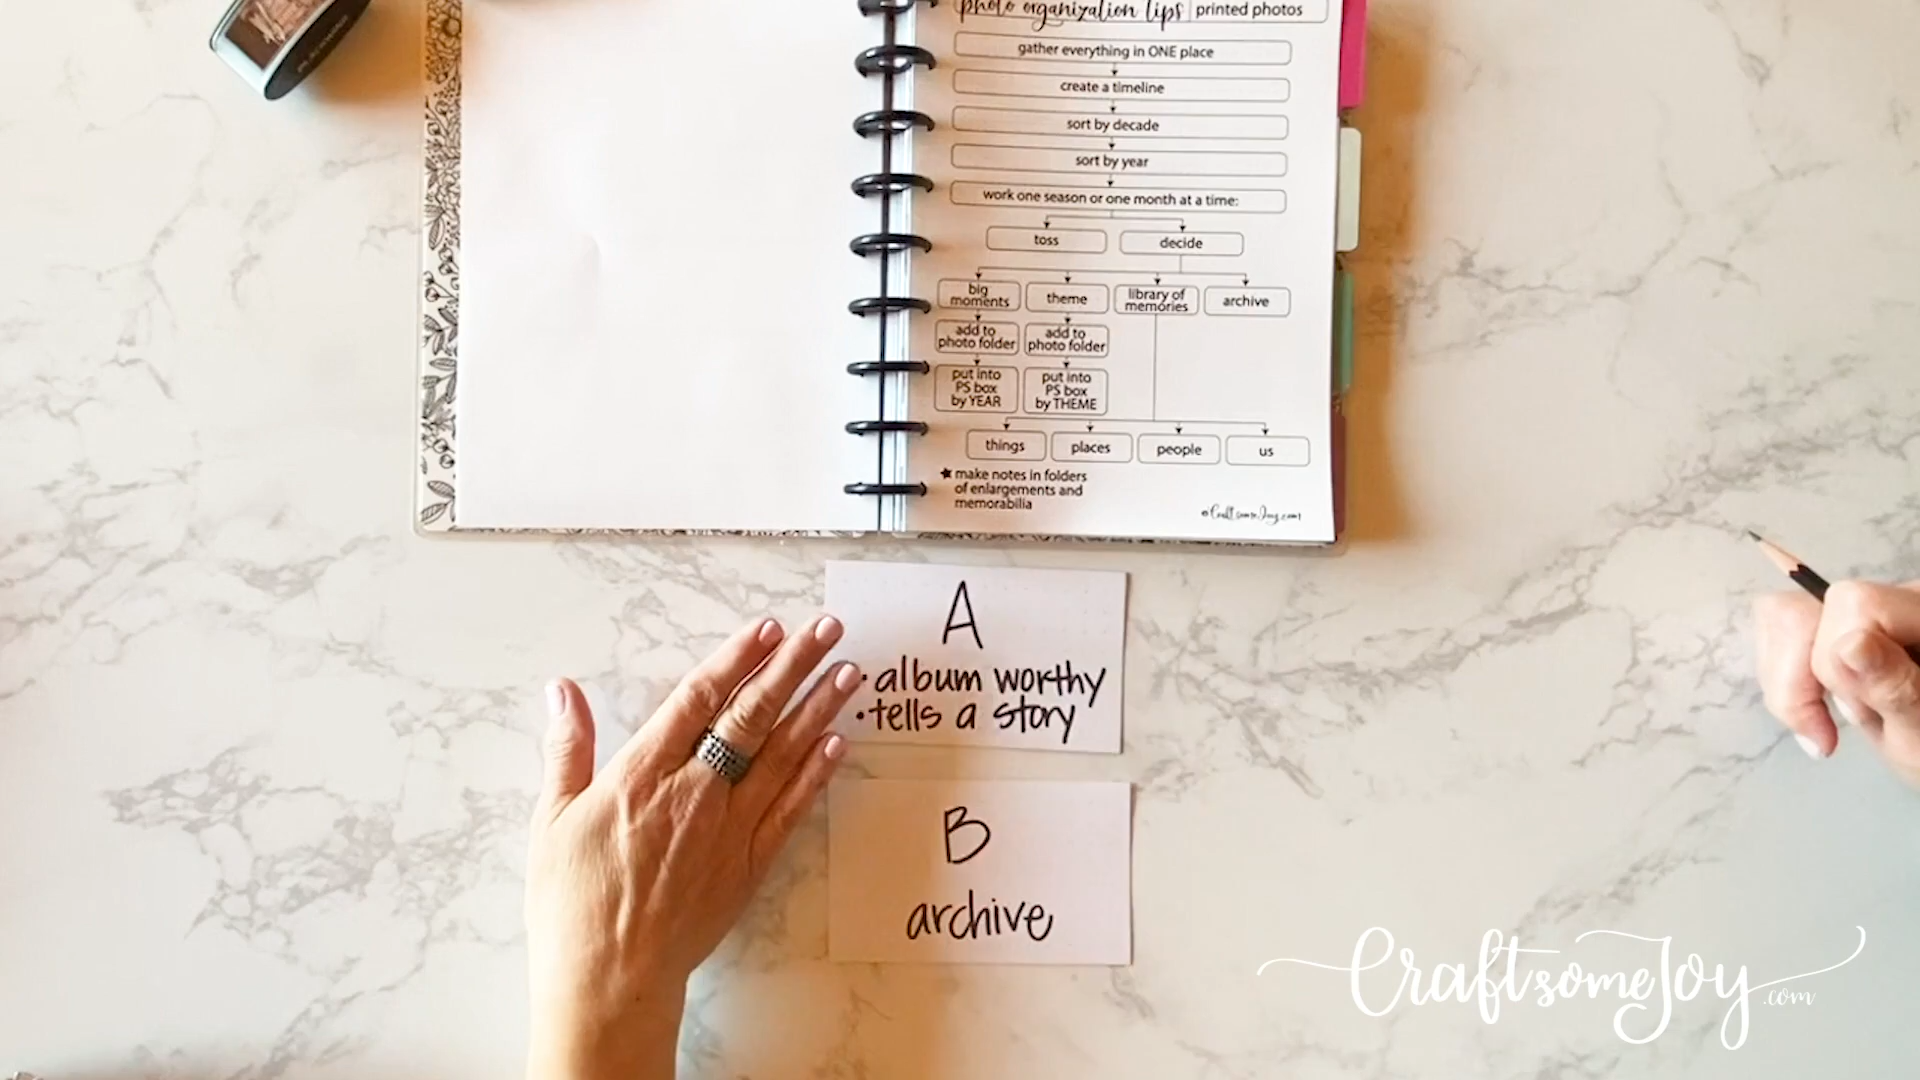 photo organization tips printed photos
gather everything in ONE place
create a timeline
sort by decade
sort by year
work one season or one month at a time:
toss
decide
big
moments
theme
library of
memories
archive
add to
photo folder
add to
photo folder
put into
PS box
by YEAR
put into
PS box
by THEME
things
places
people
us
★ make notes in folders
of enlargements and
memorabilia
©CraftsomeJoy.com
A
• album worthy
• tells a story
B
archive
CraftsomeJoy.com